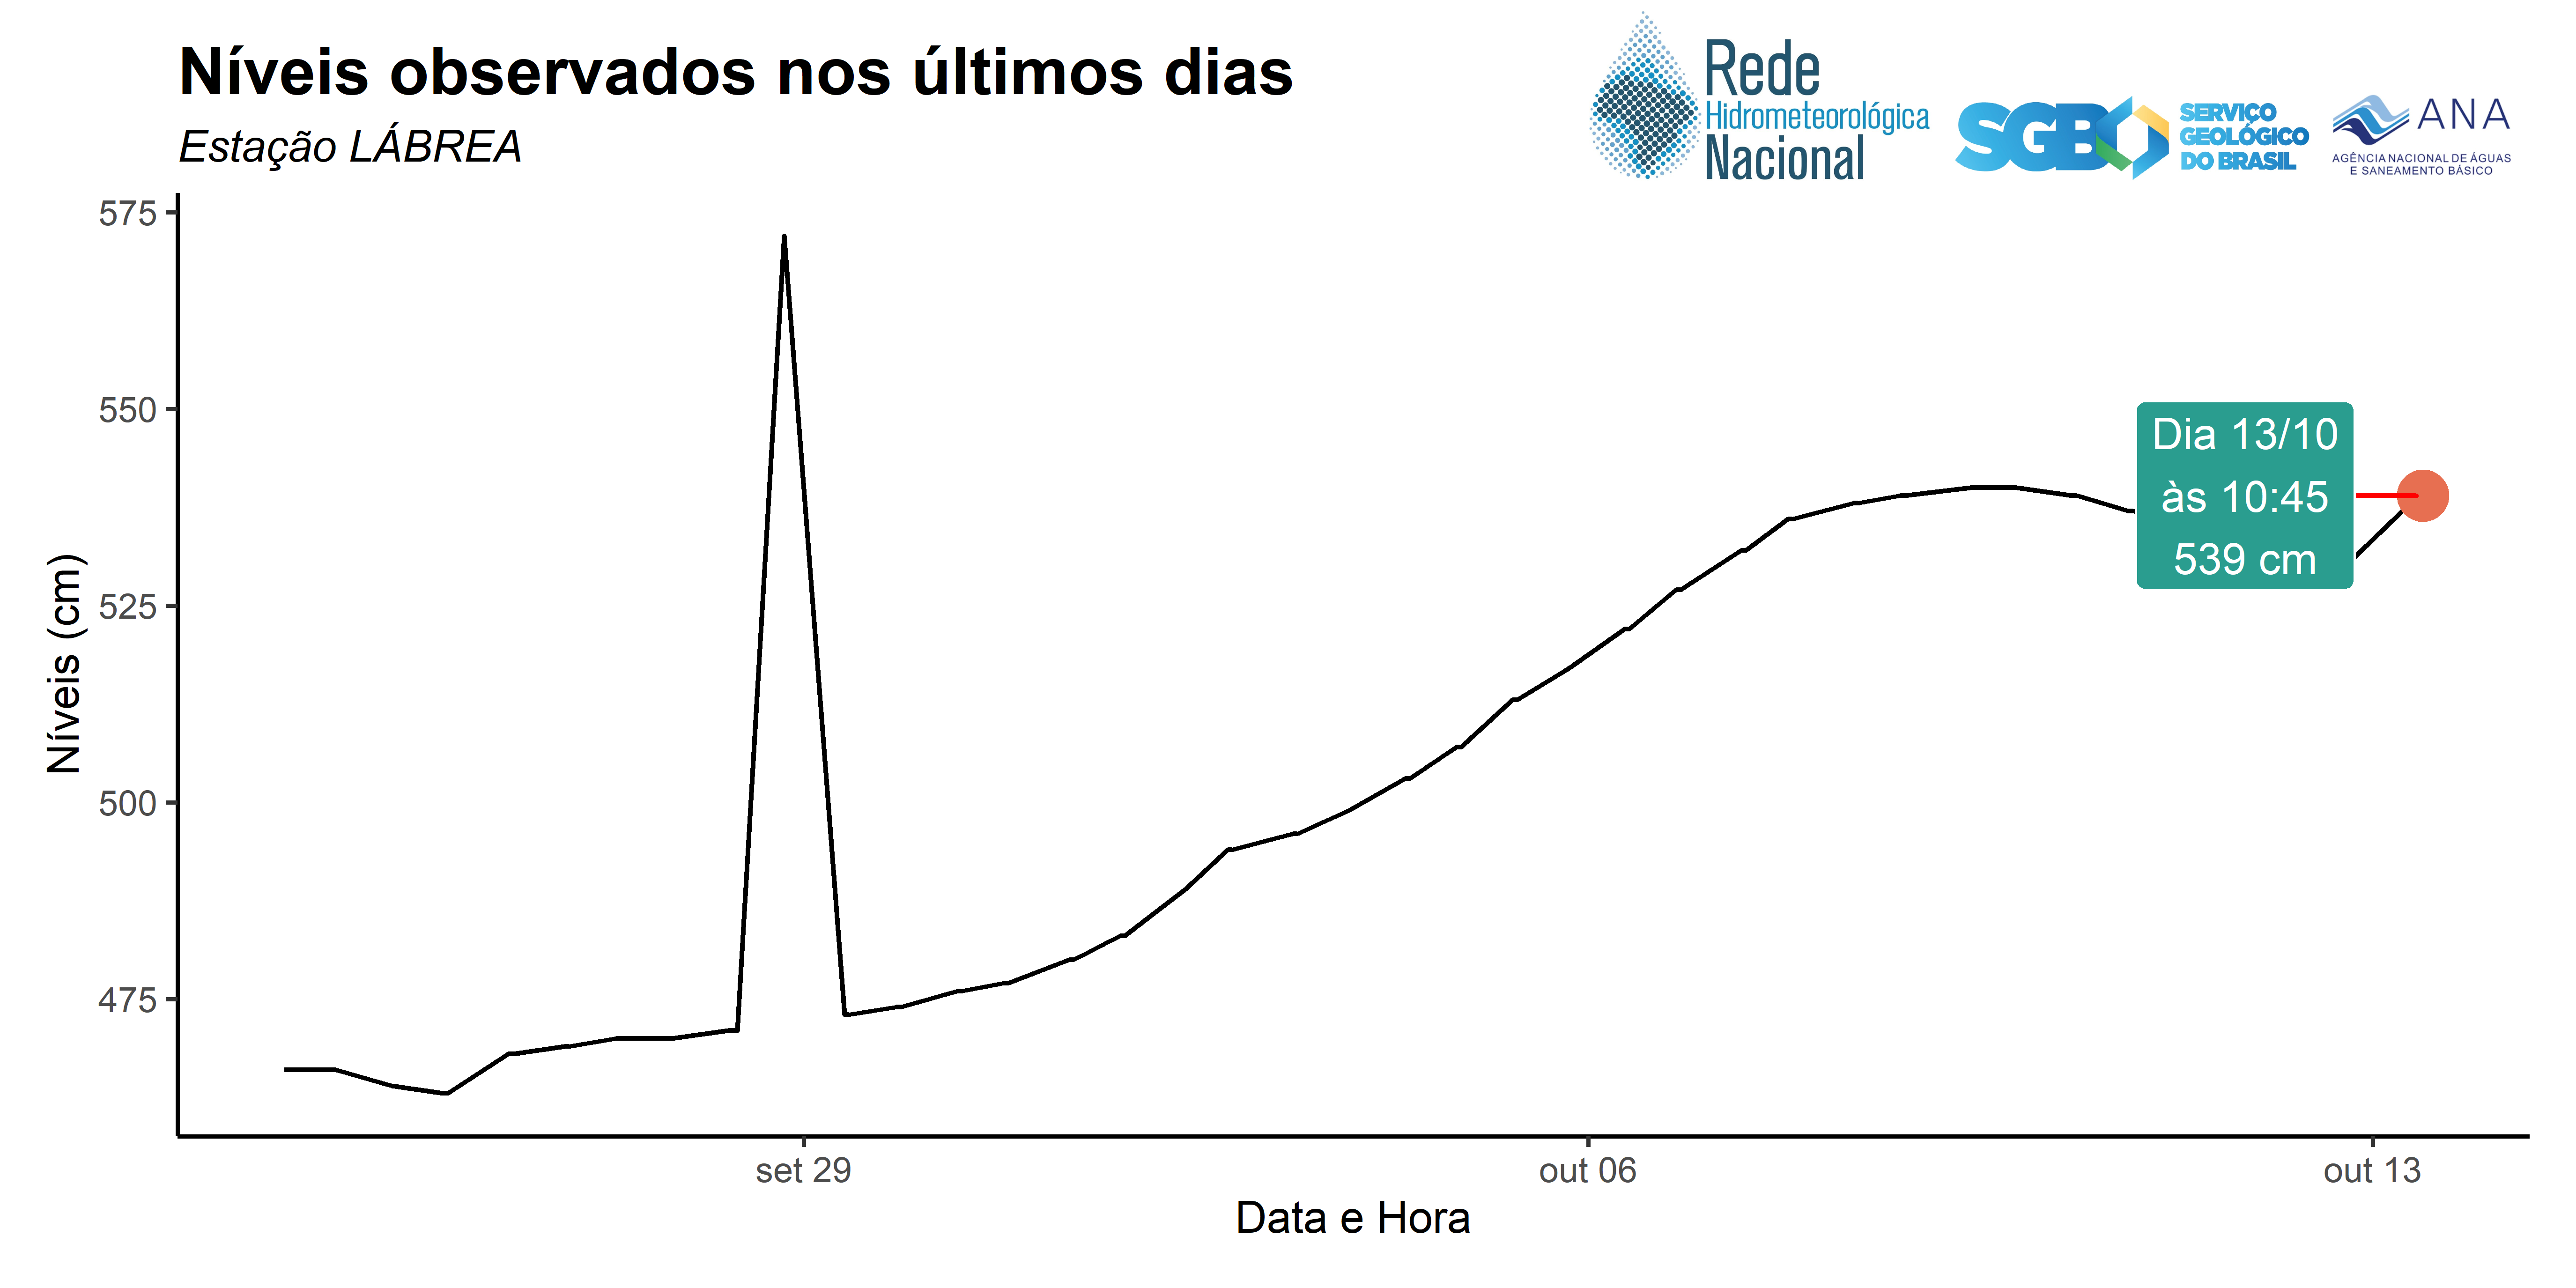 Níveis observados nos últimos dias
Estação LÁBREA
Rede
Hidrometeorológica
Nacional
SGB
SERVIÇO
GEOLÓGICO
DO BRASIL
ANA
AGÊNCIA NACIONAL DE ÁGUAS
E SANEAMENTO BÁSICO
575
550
525
500
475
Níveis (cm)
Dia 13/10
às 10:45
539 cm
set 29
out 06
out 13
Data e Hora